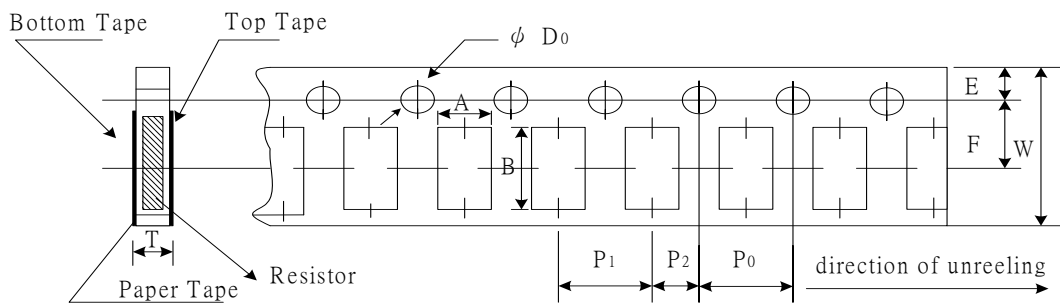 Bottom Tape
Top Tape
ϕ D0
A
E
F
W
B
T
Resistor
Paper Tape
P1
P2
P0
direction of unreeling